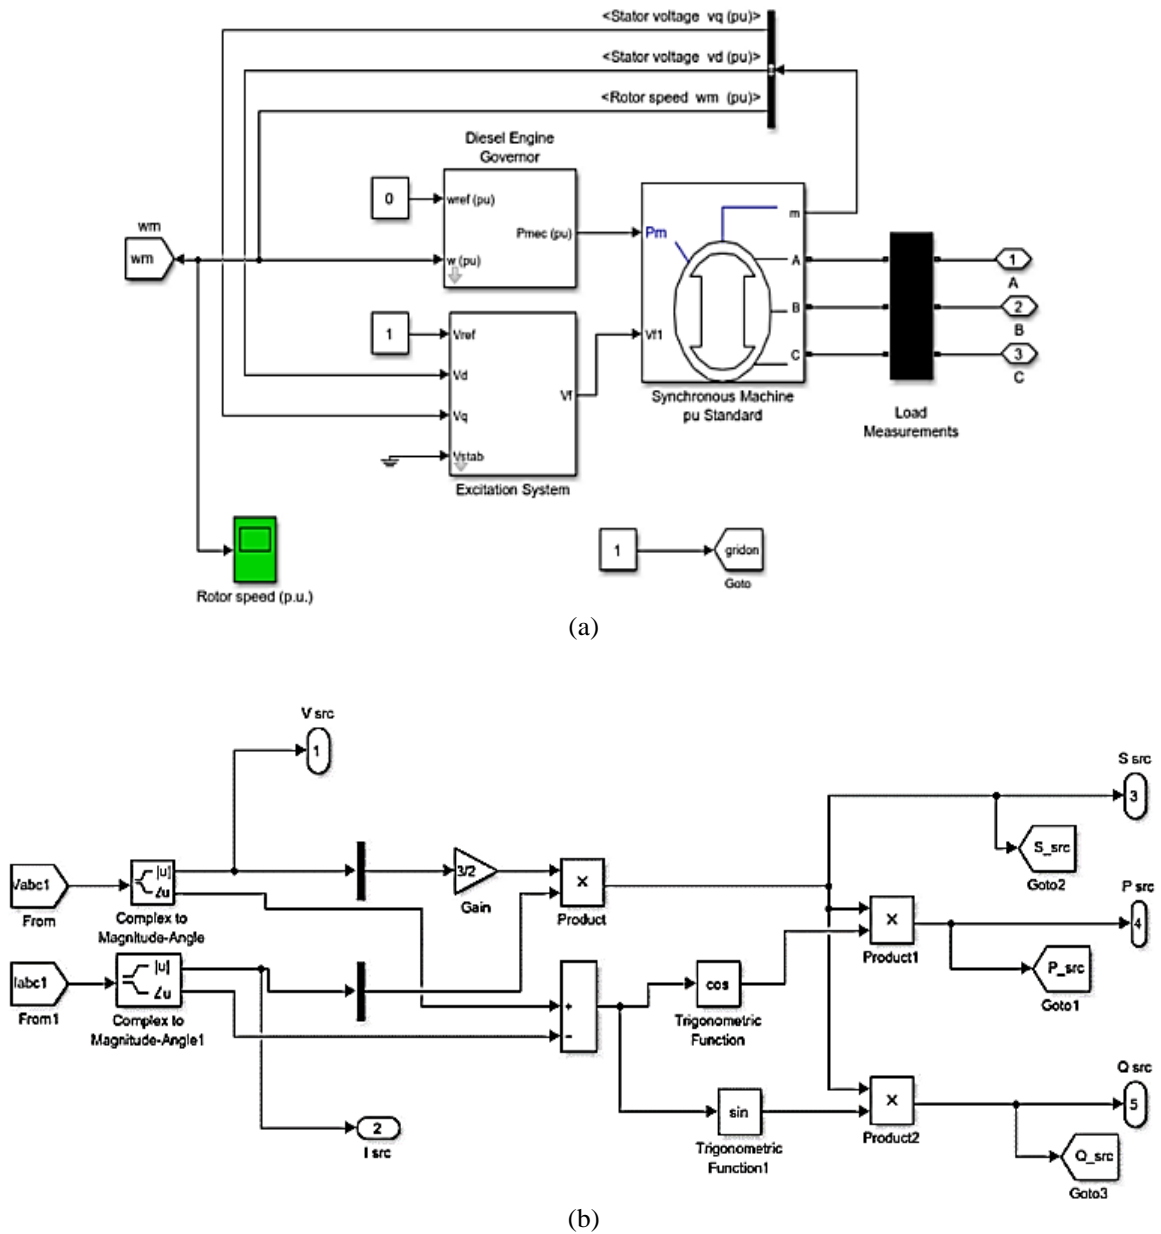 <Stator voltage vq (pu)>
<Stator voltage vd (pu)>
<Rotor speed wm (pu)>
Diesel Engine
Governor
0
wref (pu)
Pmec (pu)
w (pu)
wm
wm
1
Vref
Vd
Vq
Vstab
Vf
Excitation System
Pm
Vf1
m
A
B
C
Synchronous Machine
pu Standard
Load
Measurements
1
A
2
B
3
C
Rotor speed (p.u.)
1
gridon
Goto
(a)
V src
1
Vabc1
From
|u|
∠u
Complex to
Magnitude-Angle
Iabc1
From1
|u|
∠u
Complex to
Magnitude-Angle1
3/2
Gain
×
Product
+
−
cos
Trigonometric
Function
sin
Trigonometric
Function1
2
I src
S src
3
S_src
Goto2
P src
4
×
Product1
P_src
Goto1
Q src
5
×
Product2
Q_src
Goto3
(b)